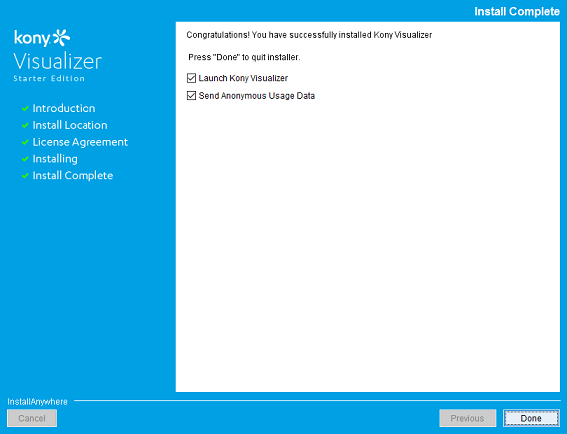 Install Complete
kony
Visualizer
Starter Edition
Introduction
Install Location
License Agreement
Installing
Install Complete
Congratulations! You have successfully installed Kony Visualizer
Press "Done" to quit installer.
Launch Kony Visualizer
Send Anonymous Usage Data
InstallAnywhere
Cancel
Previous
Done